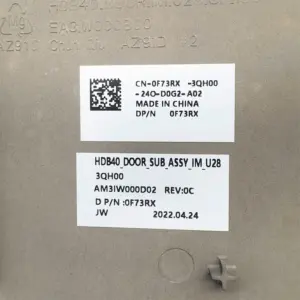 CN-0F73RX -3QH00
-24O-D0G2-A02
MADE IN CHINA
DP/N 0F73RX
HDB40_DOOR_SUB_ASSY_IM_U28
3QH00
AM3IW000D02 REV:0C
D P/N :0F73RX
JW 2022.04.24